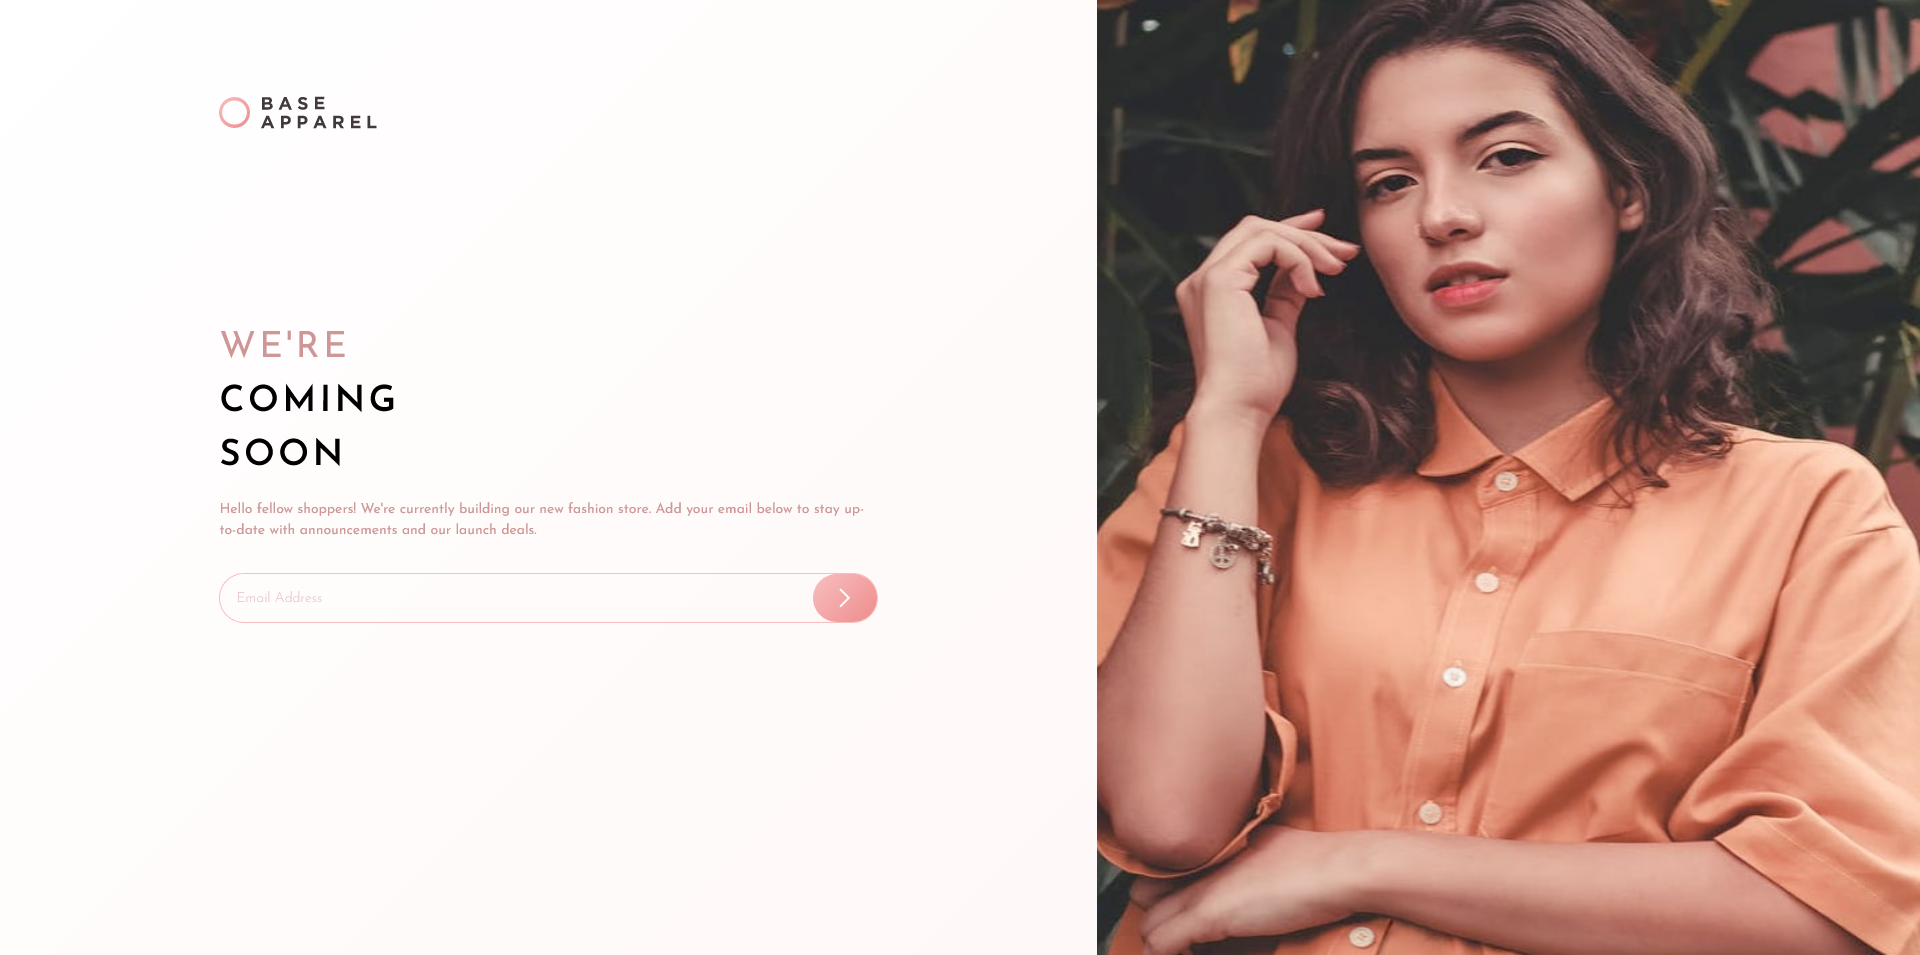 BASE
APPAREL
WE'RE
COMING
SOON
Hello fellow shoppers! We're currently building our new fashion store. Add your email below to stay up-
to-date with announcements and our launch deals.
Email Address